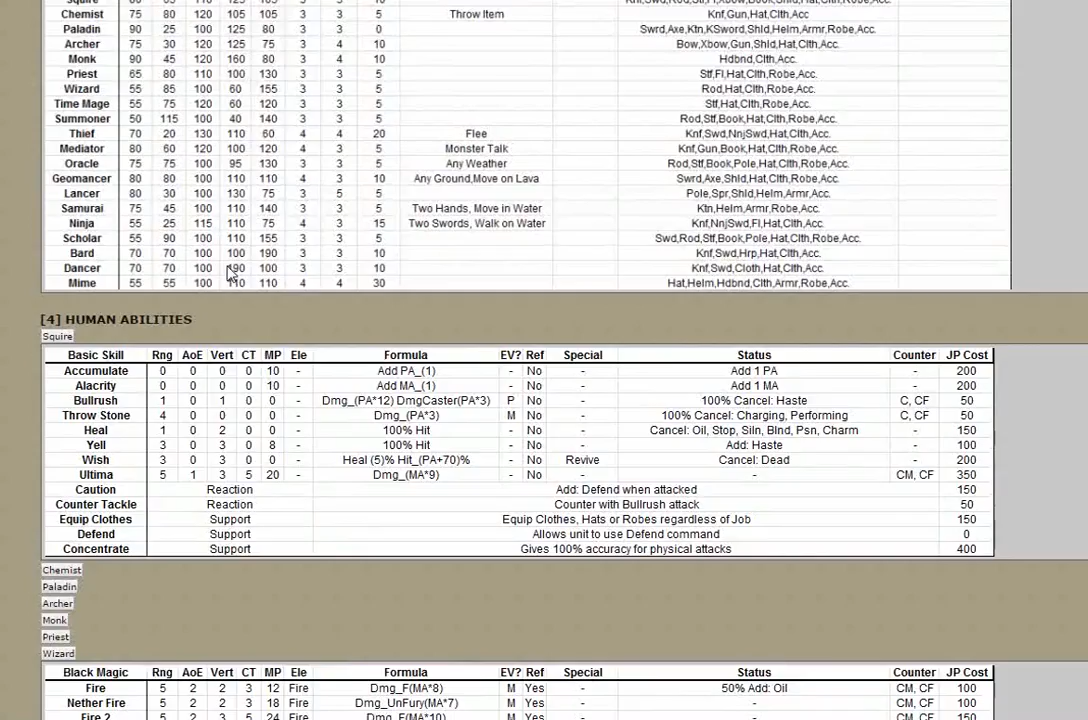 Chemist 75 80 120 105 105 3 3 5 Throw Item Knf,Gun,Hat,Clth,Acc
Paladin 90 25 100 125 80 3 3 0 Swrd,Axe,Ktn,KSword,Shld,Helm,Armr,Robe,Acc.
Archer 75 30 120 125 75 3 4 10 Bow,Xbow,Gun,Shld,Hat,Clth,Acc.
Monk 90 45 120 160 80 3 4 10 Hdbnd,Clth,Acc.
Priest 65 80 110 100 130 3 3 5 Stf,Fl,Hat,Clth,Robe,Acc.
Wizard 55 85 100 60 155 3 3 5 Rod,Hat,Clth,Robe,Acc.
Time Mage 55 75 120 60 120 3 3 5 Stf,Hat,Clth,Robe,Acc.
Summoner 50 115 100 40 140 3 3 5 Rod,Stf,Book,Hat,Clth,Robe,Acc.
Thief 70 20 130 110 60 4 4 20 Flee Knf,Swd,NnjSwd,Hat,Clth,Acc.
Mediator 80 60 120 100 120 4 3 5 Monster Talk Knf,Gun,Book,Hat,Clth,Robe,Acc.
Oracle 75 75 100 95 130 3 3 5 Any Weather Rod,Stf,Book,Pole,Hat,Clth,Robe,Acc.
Geomancer 80 80 100 110 110 4 3 10 Any Ground,Move on Lava Swrd,Axe,Shld,Hat,Clth,Robe,Acc.
Lancer 80 30 100 130 75 3 5 5 Pole,Spr,Shld,Helm,Armr,Acc.
Samurai 75 45 100 110 140 3 3 5 Two Hands, Move in Water Ktn,Helm,Armr,Robe,Acc.
Ninja 55 25 115 110 75 4 3 15 Two Swords, Walk on Water Knf,NnjSwd,Fl,Hat,Clth,Acc.
Scholar 55 90 100 110 155 3 3 5 Swd,Rod,Stf,Book,Pole,Hat,Clth,Robe,Acc.
Bard 70 70 100 100 190 3 3 10 Knf,Swd,Hrp,Hat,Clth,Acc.
Dancer 70 70 100 190 100 3 3 10 Knf,Swd,Cloth,Hat,Clth,Acc.
Mime 55 55 100 110 110 4 4 30 Hat,Helm,Hdbnd,Clth,Armr,Robe,Acc.
[4] HUMAN ABILITIES
Squire
Basic Skill Rng AoE Vert CT MP Ele Formula EV? Ref Special Status Counter JP Cost
Accumulate 0 0 0 0 10 - Add PA_(1) - No - Add 1 PA - 200
Alacrity 0 0 0 0 10 - Add MA_(1) - No - Add 1 MA - 200
Bullrush 1 0 1 0 0 - Dmg_(PA*12) DmgCaster(PA*3) P No - 100% Cancel: Haste C, CF 50
Throw Stone 4 0 0 0 0 - Dmg_(PA*3) M No - 100% Cancel: Charging, Performing C, CF 50
Heal 1 0 2 0 0 - 100% Hit - No - Cancel: Oil, Stop, Siln, Blnd, Psn, Charm - 150
Yell 3 0 3 0 8 - 100% Hit - No - Add: Haste - 100
Wish 3 0 3 0 0 - Heal (5)% Hit_(PA+70)% - No Revive Cancel: Dead - 200
Ultima 5 1 3 5 20 - Dmg_(MA*9) - No - - CM, CF 350
Caution Reaction Add: Defend when attacked 150
Counter Tackle Reaction Counter with Bullrush attack 50
Equip Clothes Support Equip Clothes, Hats or Robes regardless of Job 150
Defend Support Allows unit to use Defend command 0
Concentrate Support Gives 100% accuracy for physical attacks 400
Chemist
Paladin
Archer
Monk
Priest
Wizard
Black Magic Rng AoE Vert CT MP Ele Formula EV? Ref Special Status Counter JP Cost
Fire 5 2 2 3 12 Fire Dmg_F(MA*8) M Yes - 50% Add: Oil CM, CF 100
Nether Fire 5 2 2 3 18 Fire Dmg_UnFury(MA*7) M Yes - - CM, CF 100
Fire 2 5 2 3 5 24 Fire Dmg_F(MA*10) M Yes - - CM, CF 150